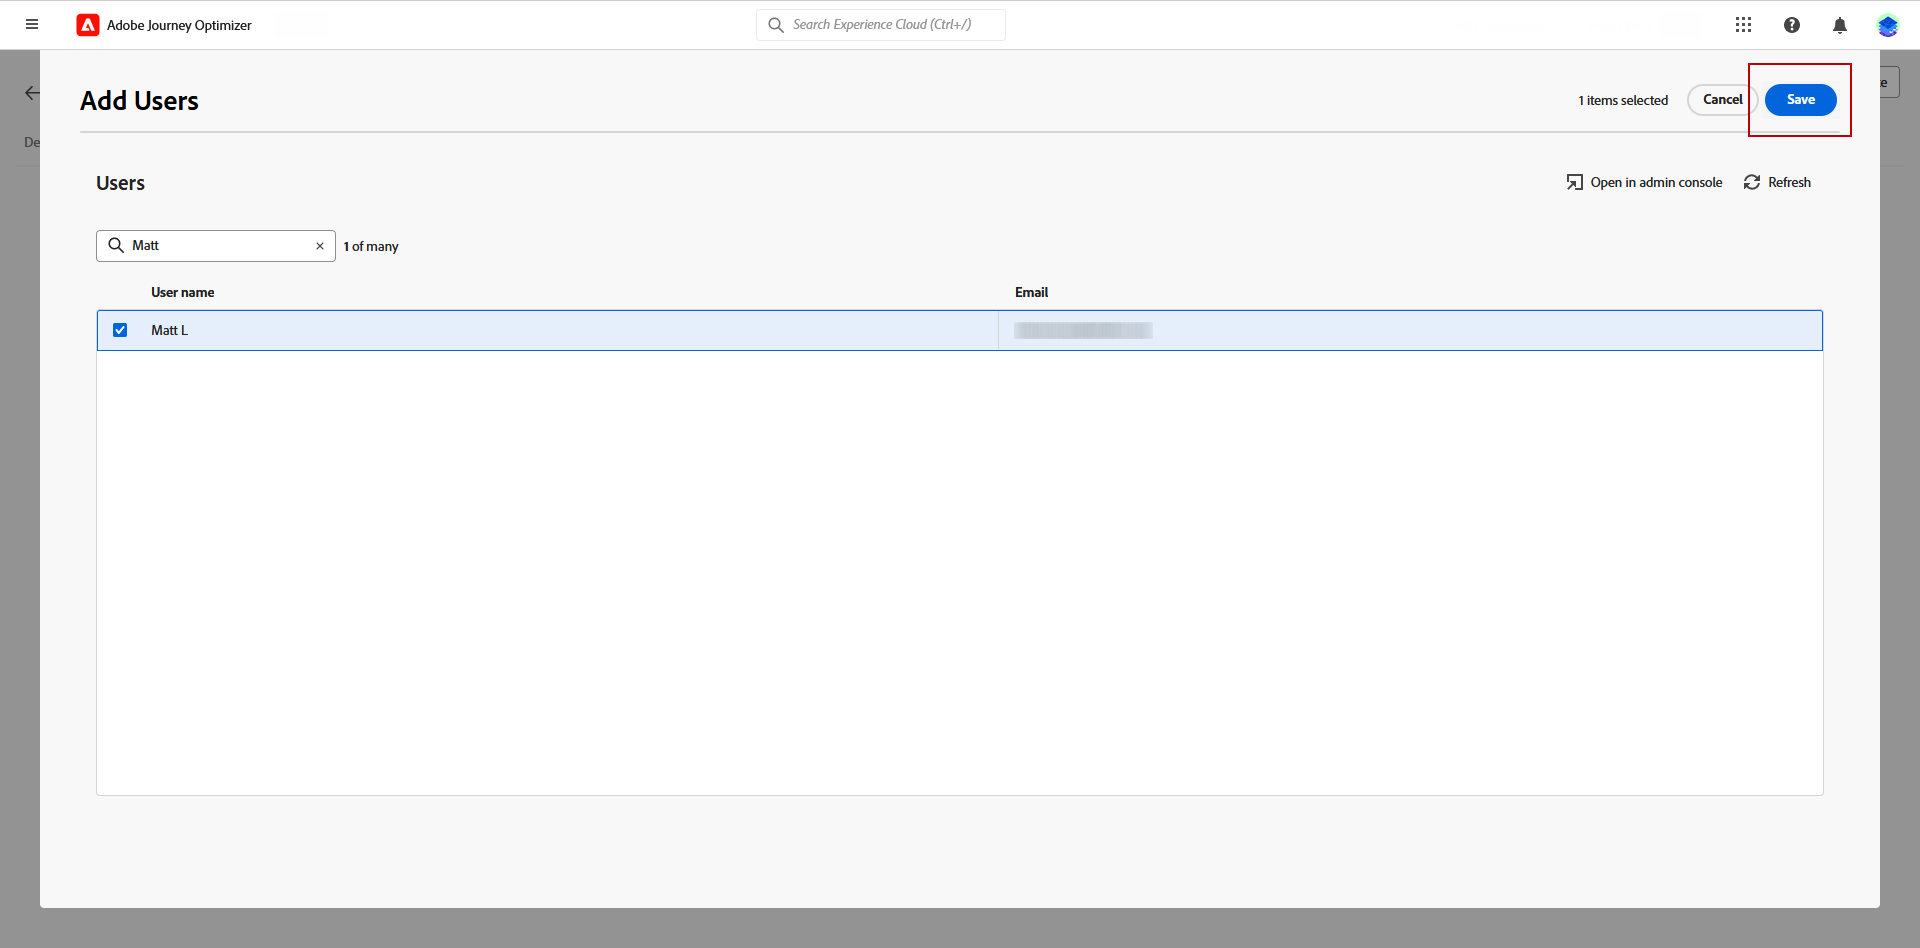 Adobe Journey Optimizer
Search Experience Cloud (Ctrl+/)
Add Users
1 items selected
Cancel
Save
De
Users
Open in admin console
Refresh
Matt
1 of many
User name
Email
Matt L